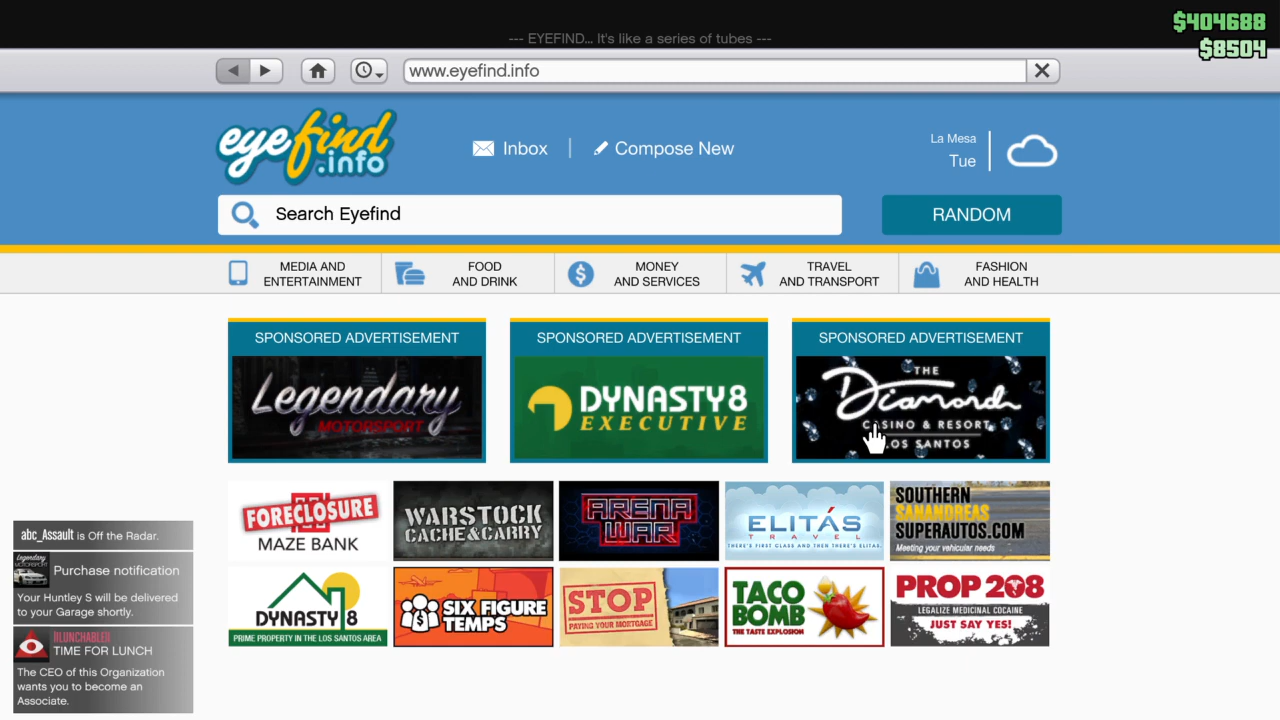 $404688
$8504
--- EYEFIND... It's like a series of tubes ---
www.eyefind.info
eyefind
.info
Inbox
Compose New
La Mesa
Tue
Search Eyefind
RANDOM
MEDIA AND
ENTERTAINMENT
FOOD
AND DRINK
MONEY
AND SERVICES
TRAVEL
AND TRANSPORT
FASHION
AND HEALTH
SPONSORED ADVERTISEMENT
Legendary
MOTORSPORT
SPONSORED ADVERTISEMENT
DYNASTY8
EXECUTIVE
SPONSORED ADVERTISEMENT
THE
Diamond
CASINO & RESORT
LOS SANTOS
FORECLOSURE
MAZE BANK
WARSTOCK
CACHE&CARRY
ARENA
WAR
ELITÁS
TRAVEL
THERE'S FIRST CLASS AND THEN THERE'S ELITAS.
SOUTHERN
SANANDREAS
SUPERAUTOS.COM
Meeting your vehicular needs
DYNASTY 8
PRIME PROPERTY IN THE LOS SANTOS AREA
SIX FIGURE
TEMPS
STOP
PAYING YOUR MORTGAGE
TACO
BOMB
THE TASTE EXPLOSION
PROP 208
LEGALIZE MEDICINAL COCAINE
JUST SAY YES!
abc_Assault is Off the Radar.
Legendary
MOTORSPORT
Purchase notification
Your Huntley S will be delivered
to your Garage shortly.
TIME FOR LUNCH
The CEO of this Organization
wants you to become an
Associate.